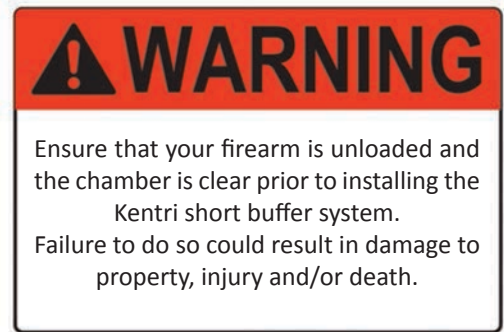 WARNING
Ensure that your firearm is unloaded and
the chamber is clear prior to installing the
Kentri short buffer system.
Failure to do so could result in damage to
property, injury and/or death.